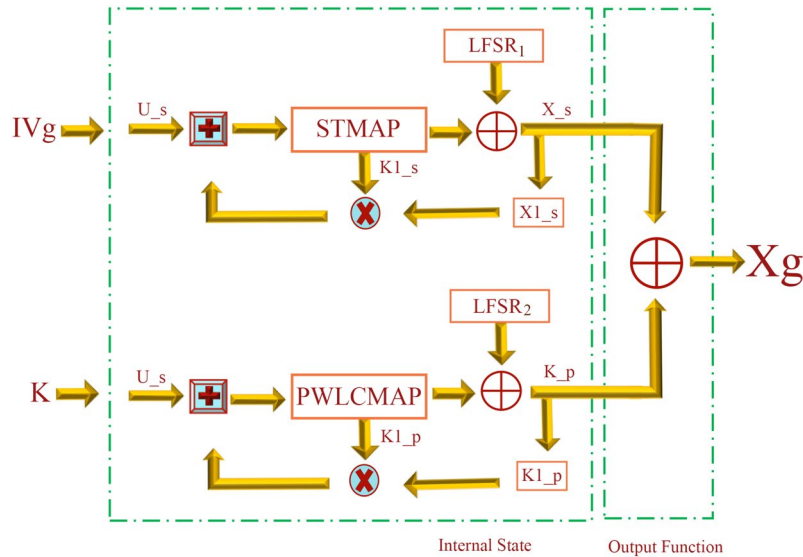 LFSR1
IVg
U_s
STMAP
X_s
K1_s
X1_s
Xg
LFSR2
K
U_s
PWLCMAP
K_p
K1_p
K1_p
Internal State
Output Function